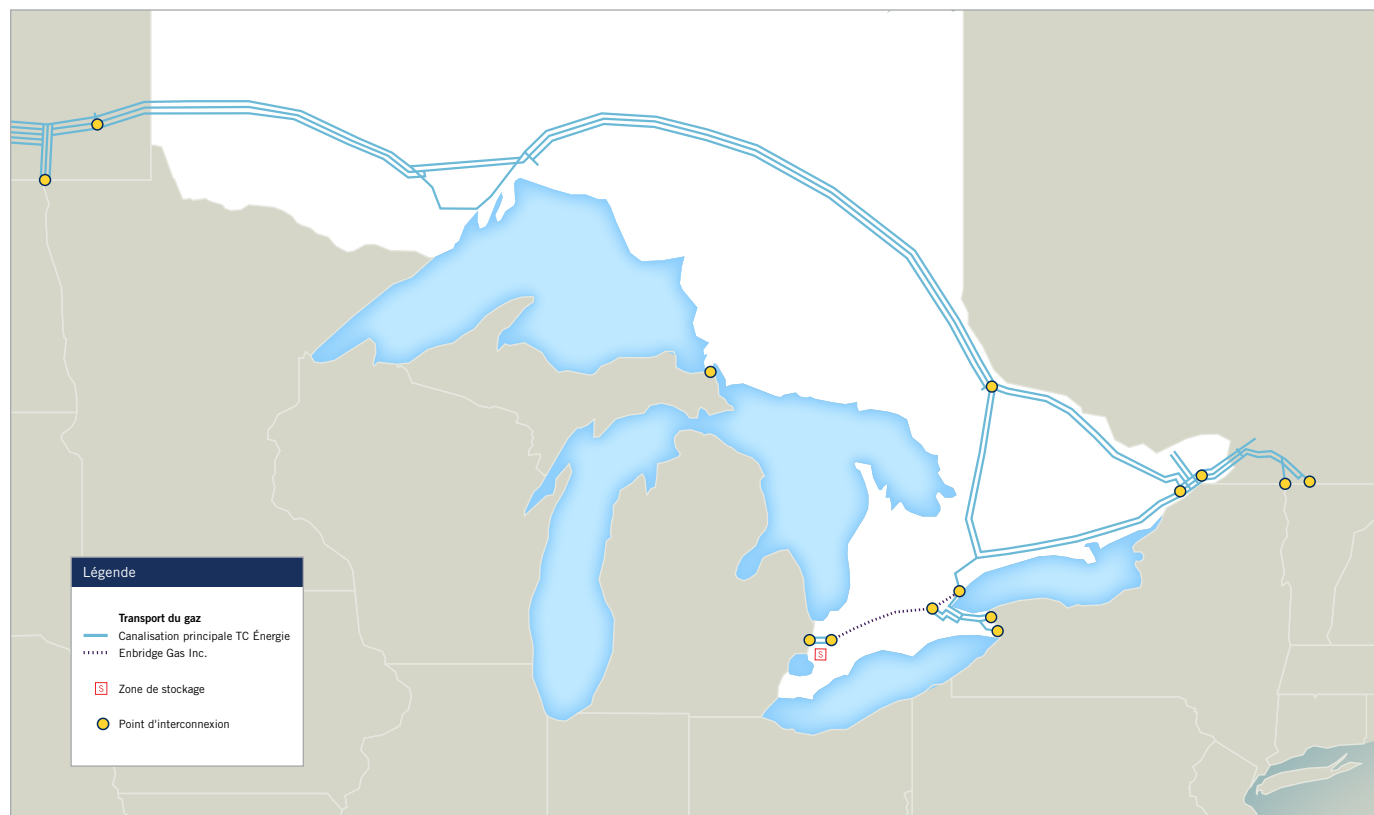 S
Légende
Transport du gaz
Canalisation principale TC Énergie
Enbridge Gas Inc.
S
Zone de stockage
Point d'interconnexion